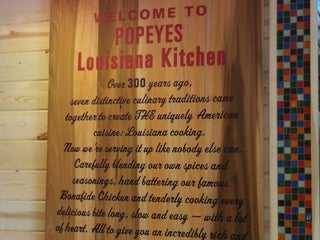 WELCOME TO
POPEYES
Louisiana Kitchen
Over 300 years ago,
seven distinctive culinary traditions came
together to create THE uniquely American
cuisine: Louisiana cooking.
Now we're serving it up like nobody else can.
Carefully blending our own spices and
seasonings, hand battering our famous
Bonafide Chicken and tenderly cooking every
delicious bite long, slow and easy — with a lot
of heart. All to give you an incredibly rich and